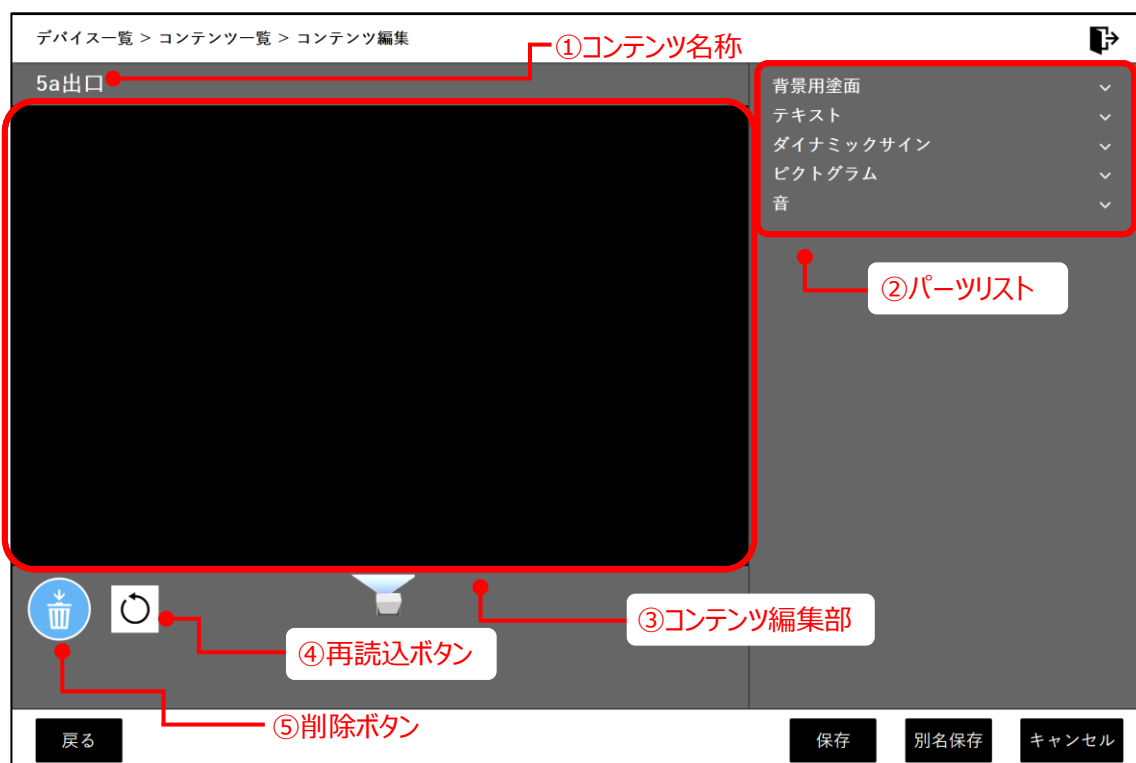 デバイス一覧 > コンテンツ一覧 > コンテンツ編集
①コンテンツ名称
5a出口
背景用塗面
テキスト
ダイナミックサイン
ピクトグラム
音
②パーツリスト
③コンテンツ編集部
④再読込ボタン
⑤削除ボタン
戻る
保存
別名保存
キャンセル